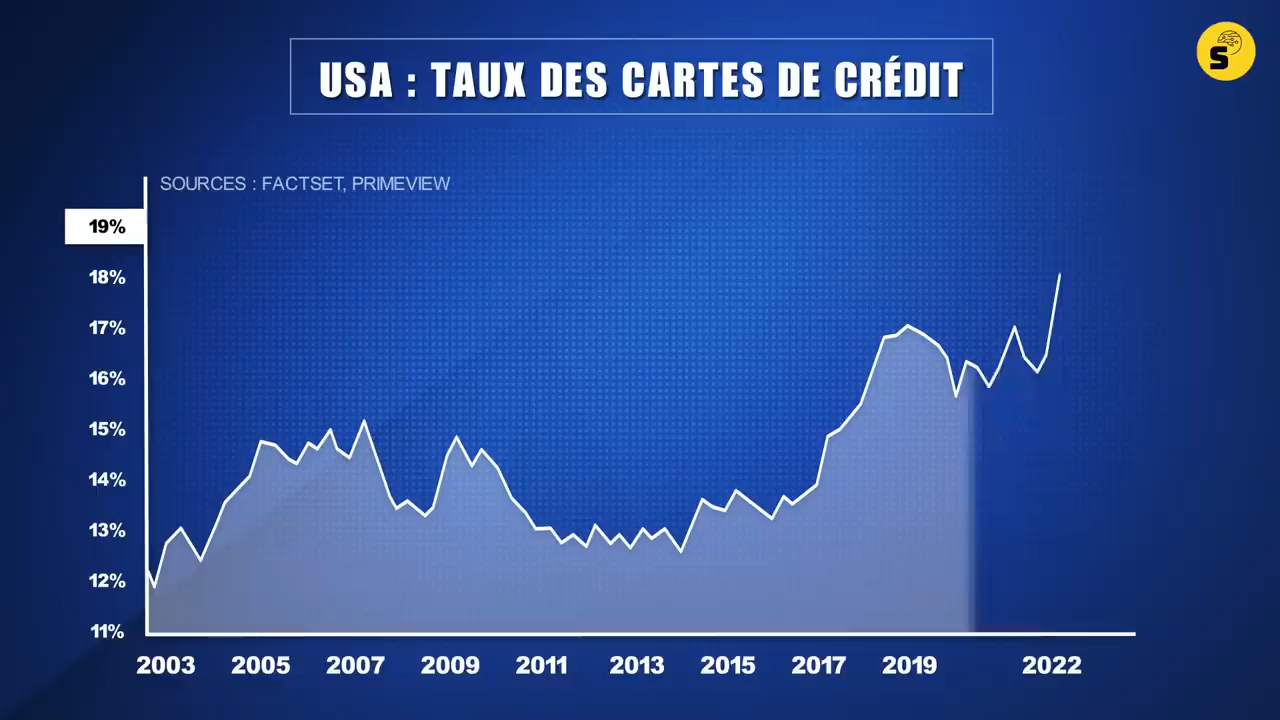 USA : TAUX DES CARTES DE CRÉDIT
S
SOURCES : FACTSET, PRIMEVIEW
19%
18%
17%
16%
15%
14%
13%
12%
11%
2003 2005 2007 2009 2011 2013 2015 2017 2019 2022